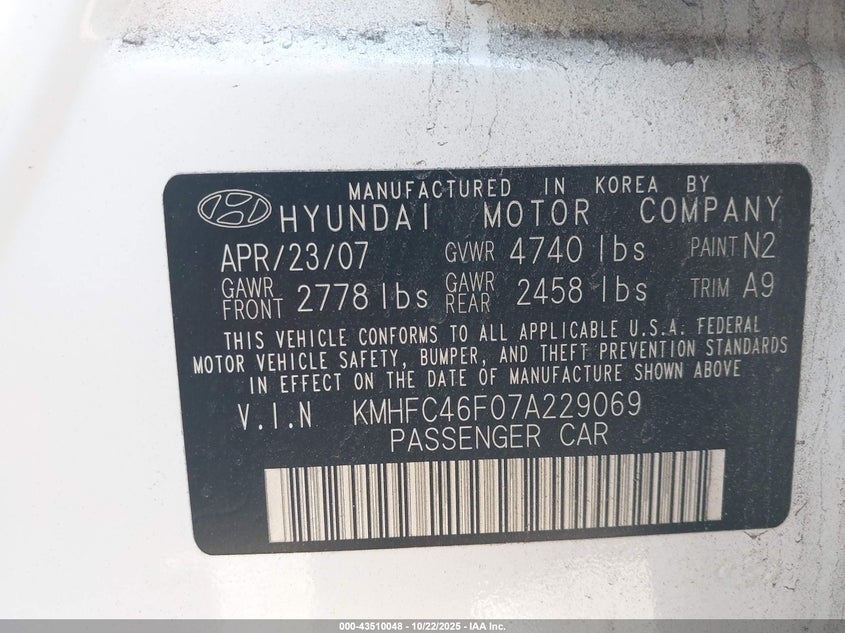 MANUFACTURED IN KOREA BY
HYUNDAI MOTOR COMPANY
APR/23/07 GVWR 4740 lbs PAINT N2
GAWR FRONT 2778 lbs GAWR REAR 2458 lbs TRIM A9
THIS VEHICLE CONFORMS TO ALL APPLICABLE U.S.A. FEDERAL
MOTOR VEHICLE SAFETY, BUMPER, AND THEFT PREVENTION STANDARDS
IN EFFECT ON THE DATE OF MANUFACTURE SHOWN ABOVE
V.I.N KMHFC46F07A229069
PASSENGER CAR
000-43510048 - 10/22/2025 - IAA Inc.